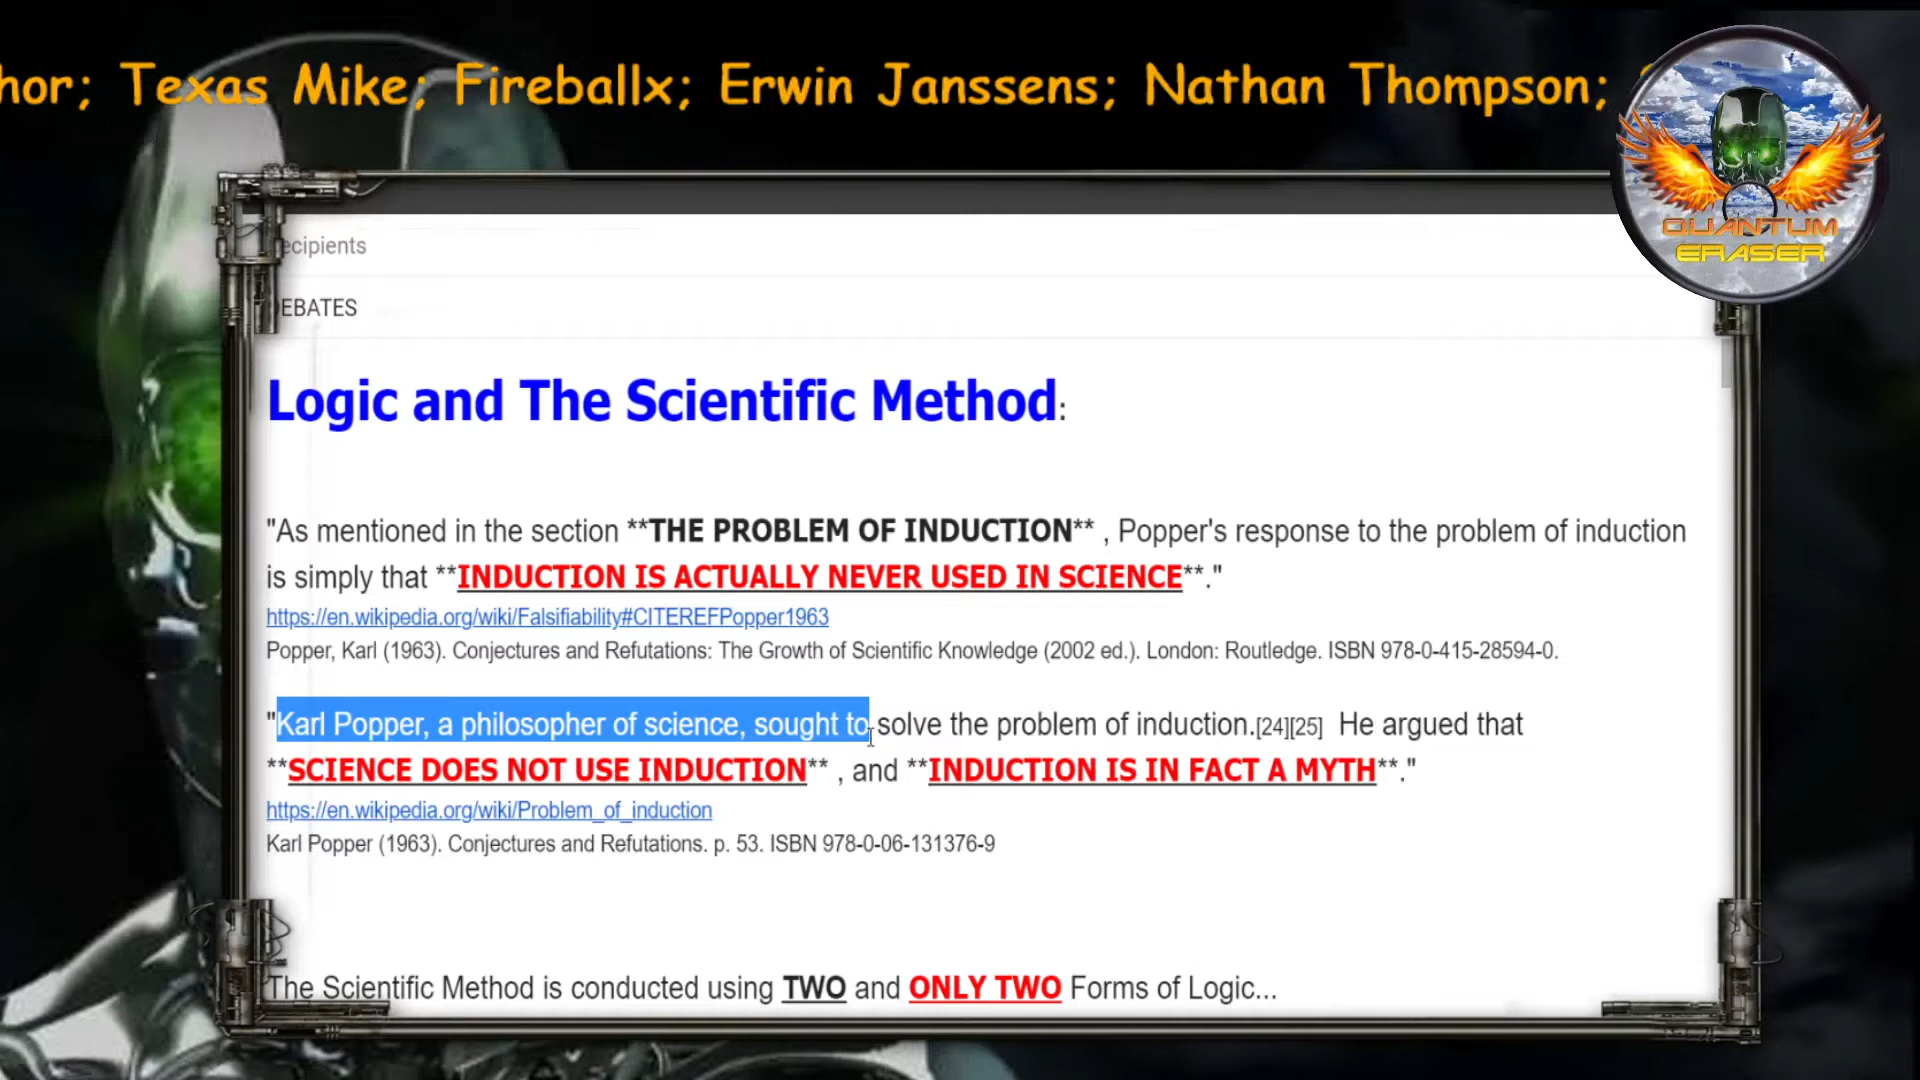 hor; Texas Mike; Fireballx; Erwin Janssens; Nathan Thompson;
QUANTUM
ERASER
ecipients
DEBATES
Logic and The Scientific Method:
"As mentioned in the section **THE PROBLEM OF INDUCTION** , Popper's response to the problem of induction
is simply that **INDUCTION IS ACTUALLY NEVER USED IN SCIENCE**."
https://en.wikipedia.org/wiki/Falsifiability#CITEREFPopper1963
Popper, Karl (1963). Conjectures and Refutations: The Growth of Scientific Knowledge (2002 ed.). London: Routledge. ISBN 978-0-415-28594-0.
"Karl Popper, a philosopher of science, sought to solve the problem of induction.[24][25] He argued that
**SCIENCE DOES NOT USE INDUCTION** , and **INDUCTION IS IN FACT A MYTH**."
https://en.wikipedia.org/wiki/Problem_of_induction
Karl Popper (1963). Conjectures and Refutations. p. 53. ISBN 978-0-06-131376-9
The Scientific Method is conducted using TWO and ONLY TWO Forms of Logic...